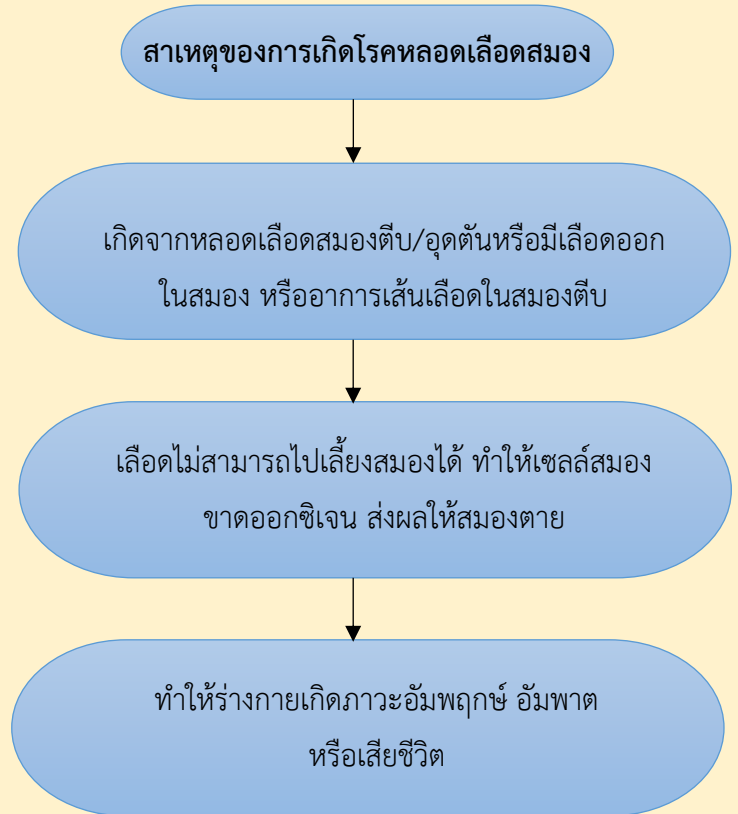 สาเหตุของการเกิดโรคหลอดเลือดสมอง
เกิดจากหลอดเลือดสมองตีบ/อุดตันหรือมีเลือดออก
ในสมอง หรืออาการเส้นเลือดในสมองตีบ
เลือดไม่สามารถไปเลี้ยงสมองได้ ทำให้เซลล์สมอง
ขาดออกซิเจน ส่งผลให้สมองตาย
ทำให้ร่างกายเกิดภาวะอัมพฤกษ์ อัมพาต
หรือเสียชีวิต